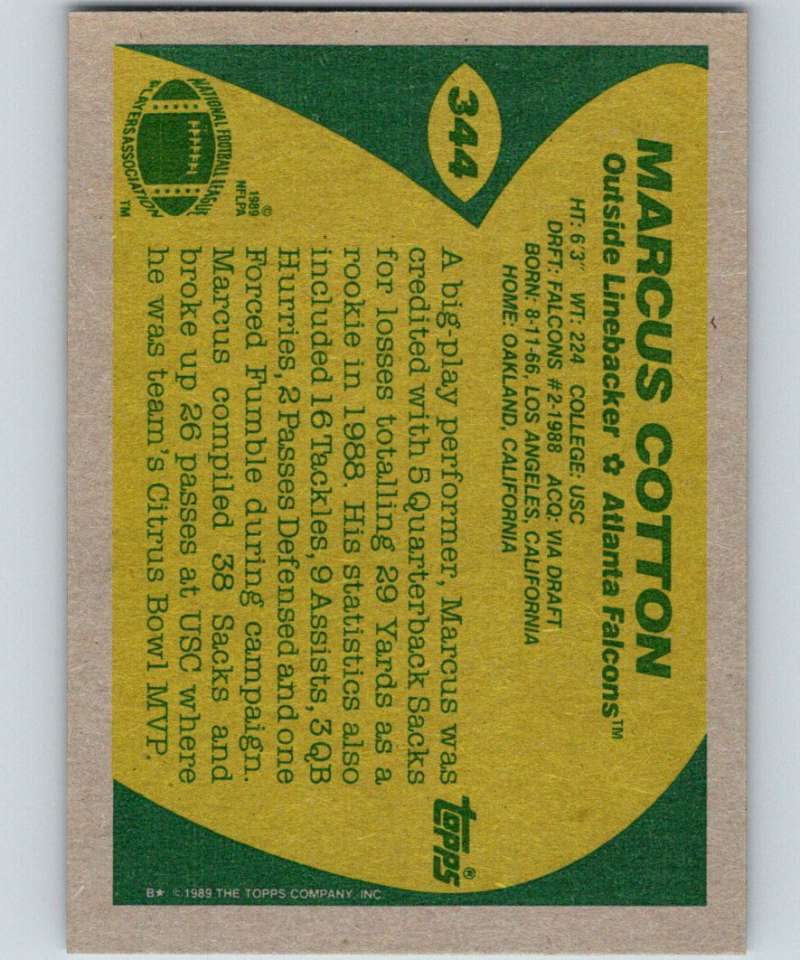 344
MARCUS COTTON
Outside Linebacker ✿ Atlanta Falcons™
HT: 6'3" WT: 224 COLLEGE: USC
DRFT: FALCONS #2-1988 ACQ: VIA DRAFT
BORN: 8-11-66, LOS ANGELES, CALIFORNIA
HOME: OAKLAND, CALIFORNIA
A big-play performer, Marcus was
credited with 5 Quarterback Sacks
for losses totalling 29 Yards as a
rookie in 1988. His statistics also
included 16 Tackles, 9 Assists, 3 QB
Hurries, 2 Passes Defensed and one
Forced Fumble during campaign.
Marcus compiled 38 Sacks and
broke up 26 passes at USC where
he was team's Citrus Bowl MVP.
NATIONAL FOOTBALL LEAGUE
PLAYERS ASSOCIATION
TM
©
1989
NFLPA
topps®
B★ © 1989 THE TOPPS COMPANY, INC.